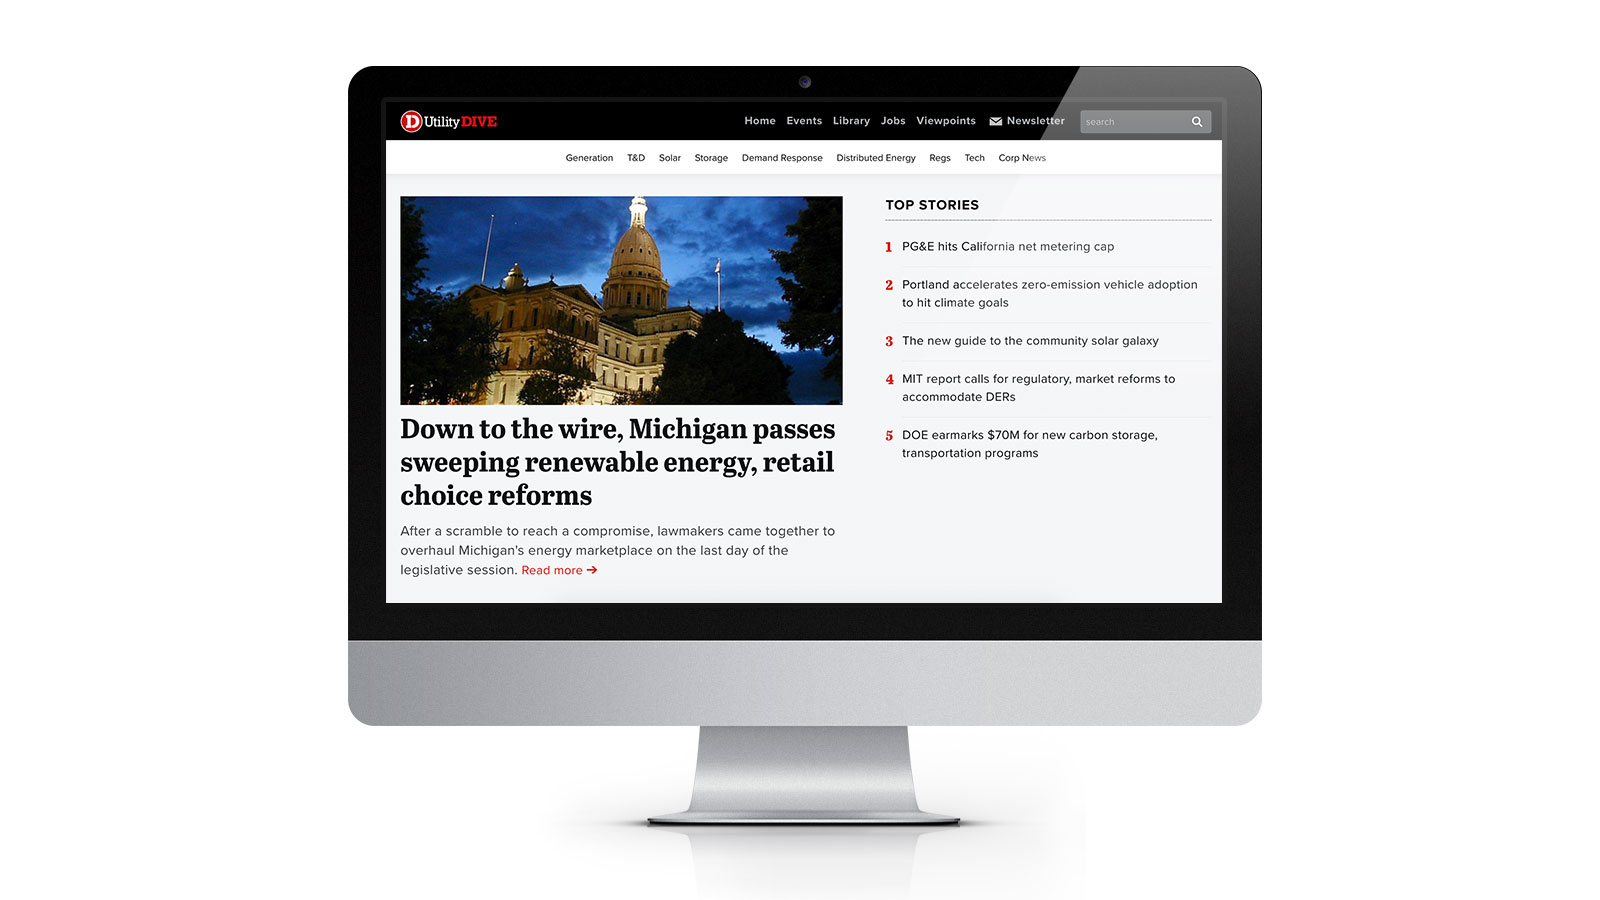 D Utility DIVE
Home Events Library Jobs Viewpoints Newsletter search
Generation T&D Solar Storage Demand Response Distributed Energy Regs Tech Corp News
Down to the wire, Michigan passes
sweeping renewable energy, retail
choice reforms
After a scramble to reach a compromise, lawmakers came together to
overhaul Michigan's energy marketplace on the last day of the
legislative session. Read more →
TOP STORIES
1 PG&E hits California net metering cap
2 Portland accelerates zero-emission vehicle adoption
to hit climate goals
3 The new guide to the community solar galaxy
4 MIT report calls for regulatory, market reforms to
accommodate DERs
5 DOE earmarks $70M for new carbon storage,
transportation programs